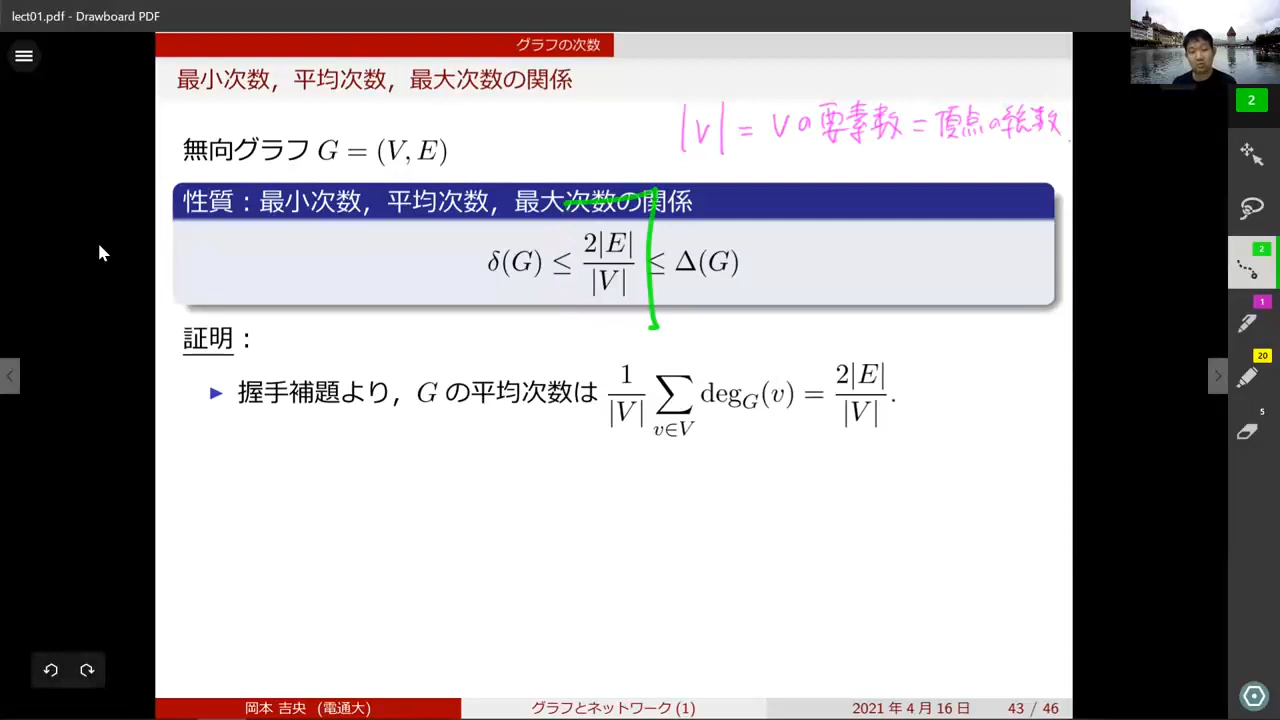 lect01.pdf - Drawboard PDF
グラフの次数
最小次数，平均次数，最大次数の関係
|V| = Vの要素数 = 頂点の総数.
無向グラフ G = (V, E)
性質：最小次数，平均次数，最大次数の関係
δ(G) ≤ 2|E| / |V| ≤ Δ(G)
証明：
▶ 握手補題より，G の平均次数は 1/|V| ∑_{v∈V} deg_G(v) = 2|E| / |V|.
岡本 吉央 (電通大) グラフとネットワーク (1) 2021 年 4 月 16 日 43 / 46
2
2
1
20
5